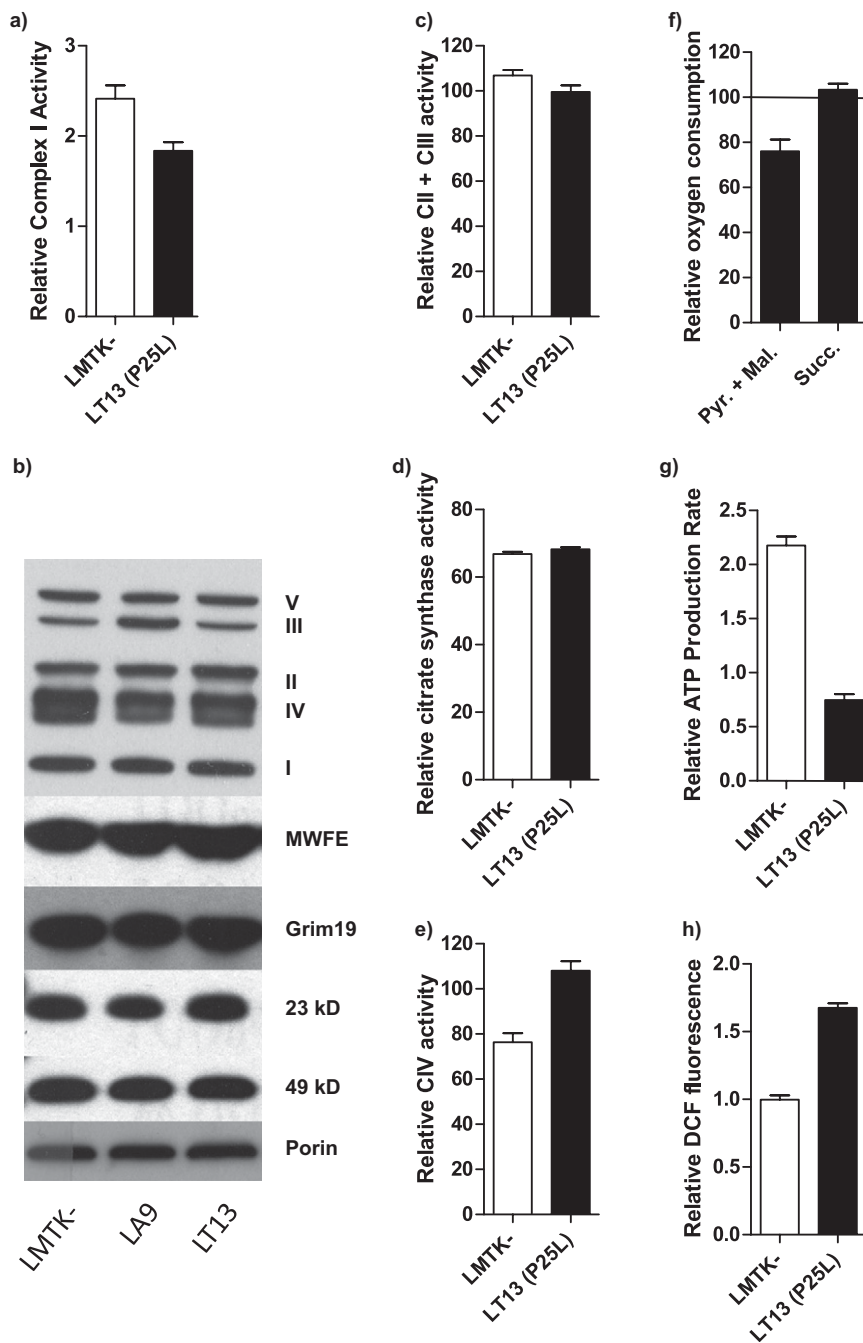 a)
Relative Complex I Activity
3
2
1
0
LMTK-
LT13 (P25L)
b)
V
III
II
IV
I
MWFE
Grim19
23 kD
49 kD
Porin
LMTK-
LA9
LT13
c)
Relative CII + CIII activity
120
100
80
60
40
20
0
LMTK-
LT13 (P25L)
d)
Relative citrate synthase activity
80
60
40
20
0
LMTK-
LT13 (P25L)
e)
Relative CIV activity
120
100
80
60
40
20
0
LMTK-
LT13 (P25L)
f)
Relative oxygen consumption
120
100
80
60
40
20
0
Pyr. + Mal.
Succ.
g)
Relative ATP Production Rate
2.5
2.0
1.5
1.0
0.5
0.0
LMTK-
LT13 (P25L)
h)
Relative DCF fluorescence
2.0
1.5
1.0
0.5
0.0
LMTK-
LT13 (P25L)